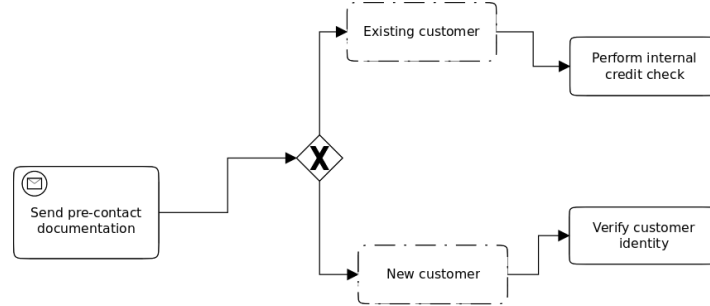 Existing customer
Perform internal
credit check
X
Send pre-contact
documentation
New customer
Verify customer
identity